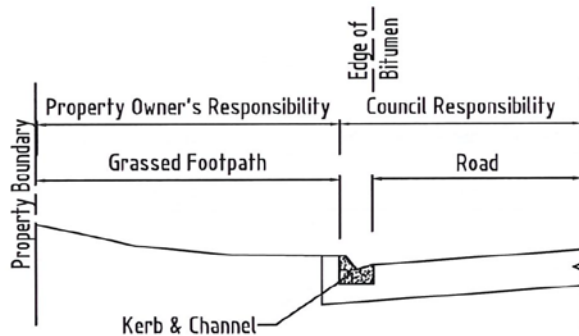 Edge of
Bitumen
Property Owner's Responsibility
Council Responsibility
Property Boundary
Grassed Footpath
Road
Kerb & Channel